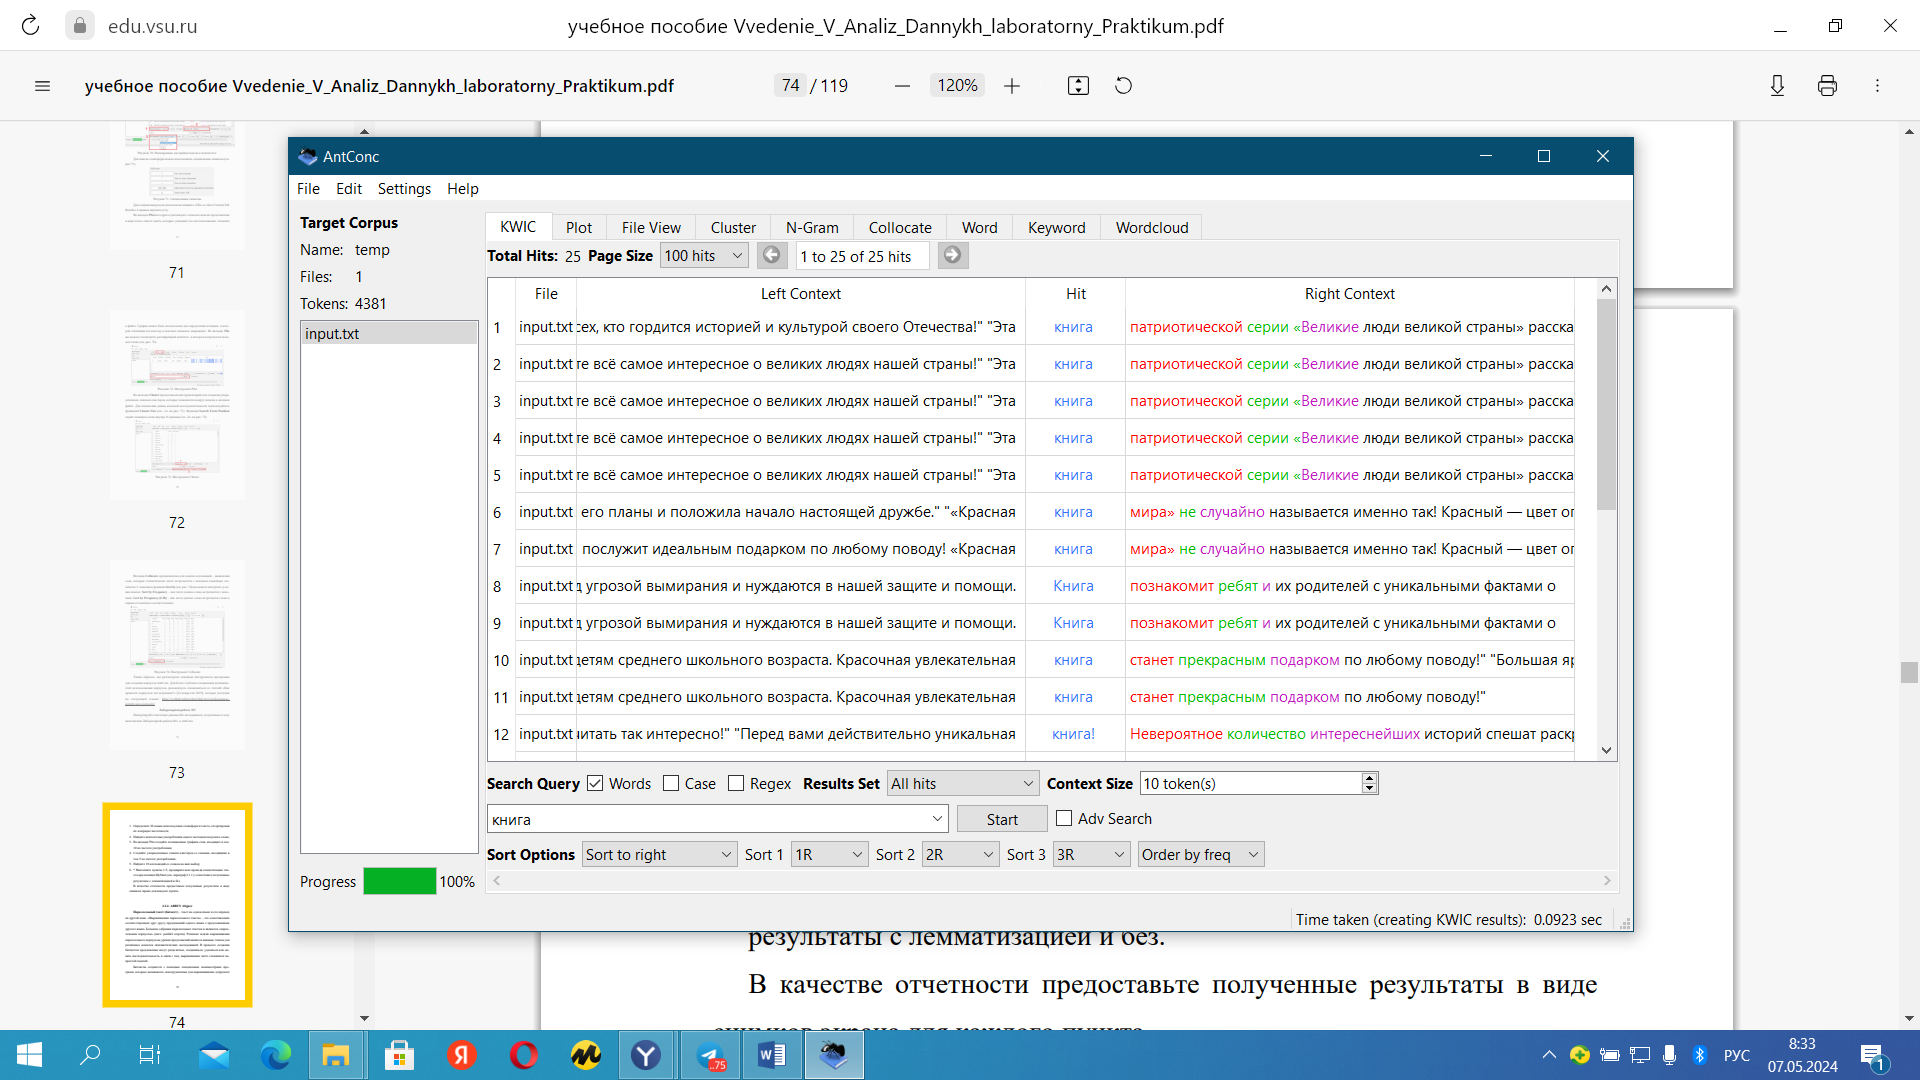 edu.vsu.ru
учебное пособие Vvedenie_V_Analiz_Dannykh_laboratorny_Praktikum.pdf
учебное пособие Vvedenie_V_Analiz_Dannykh_laboratorny_Praktikum.pdf
74 / 119
120%
71
72
73
74
AntConc
File Edit Settings Help
Target Corpus
Name: temp
Files: 1
Tokens: 4381
input.txt
Progress 100%
KWIC Plot File View Cluster N-Gram Collocate Word Keyword Wordcloud
Total Hits: 25 Page Size 100 hits 1 to 25 of 25 hits
File Left Context Hit Right Context
1 input.txt сех, кто гордится историей и культурой своего Отечества!" "Эта книга патриотической серии «Великие люди великой страны» расска
2 input.txt те всё самое интересное о великих людях нашей страны!" "Эта книга патриотической серии «Великие люди великой страны» расска
3 input.txt те всё самое интересное о великих людях нашей страны!" "Эта книга патриотической серии «Великие люди великой страны» расска
4 input.txt те всё самое интересное о великих людях нашей страны!" "Эта книга патриотической серии «Великие люди великой страны» расска
5 input.txt те всё самое интересное о великих людях нашей страны!" "Эта книга патриотической серии «Великие люди великой страны» расска
6 input.txt его планы и положила начало настоящей дружбе." "«Красная книга мира» не случайно называется именно так! Красный — цвет ог
7 input.txt послужит идеальным подарком по любому поводу! «Красная книга мира» не случайно называется именно так! Красный — цвет ог
8 input.txt д угрозой вымирания и нуждаются в нашей защите и помощи. Книга познакомит ребят и их родителей с уникальными фактами о
9 input.txt д угрозой вымирания и нуждаются в нашей защите и помощи. Книга познакомит ребят и их родителей с уникальными фактами о
10 input.txt детям среднего школьного возраста. Красочная увлекательная книга станет прекрасным подарком по любому поводу!" "Большая яр
11 input.txt детям среднего школьного возраста. Красочная увлекательная книга станет прекрасным подарком по любому поводу!"
12 input.txt читать так интересно!" "Перед вами действительно уникальная книга! Невероятное количество интереснейших историй спешат раскр
Search Query Words Case Regex Results Set All hits Context Size 10 token(s)
книга Start Adv Search
Sort Options Sort to right Sort 1 1R Sort 2 2R Sort 3 3R Order by freq
Time taken (creating KWIC results): 0.0923 sec
результаты с лемматизацией и без.
В качестве отчетности предоставьте полученные результаты в виде
снимков экрана для каждого пункта.
..75
РУС
8:33
07.05.2024
1